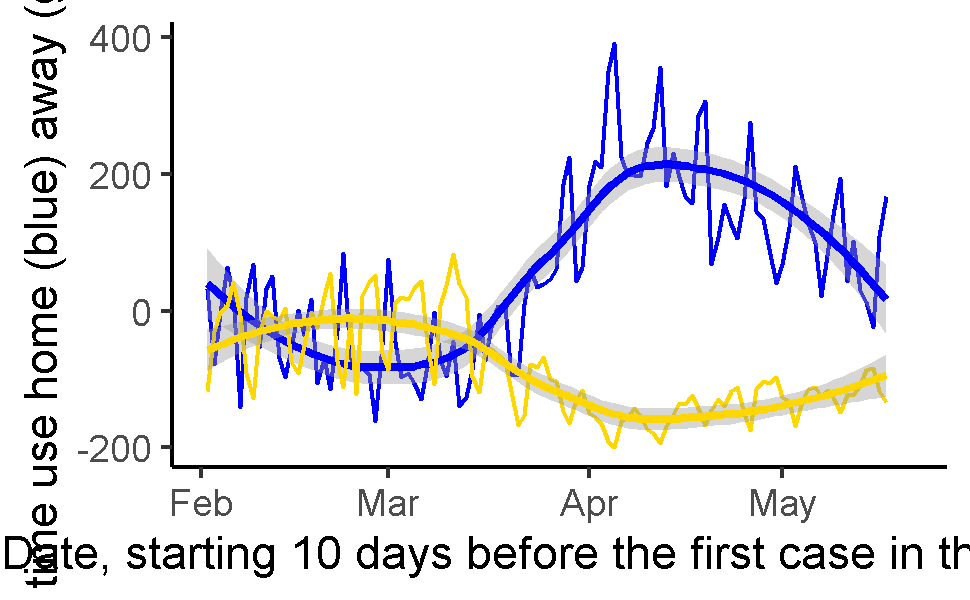 time use home (blue) away (
400
200
0
-200
Feb Mar Apr May
Date, starting 10 days before the first case in th